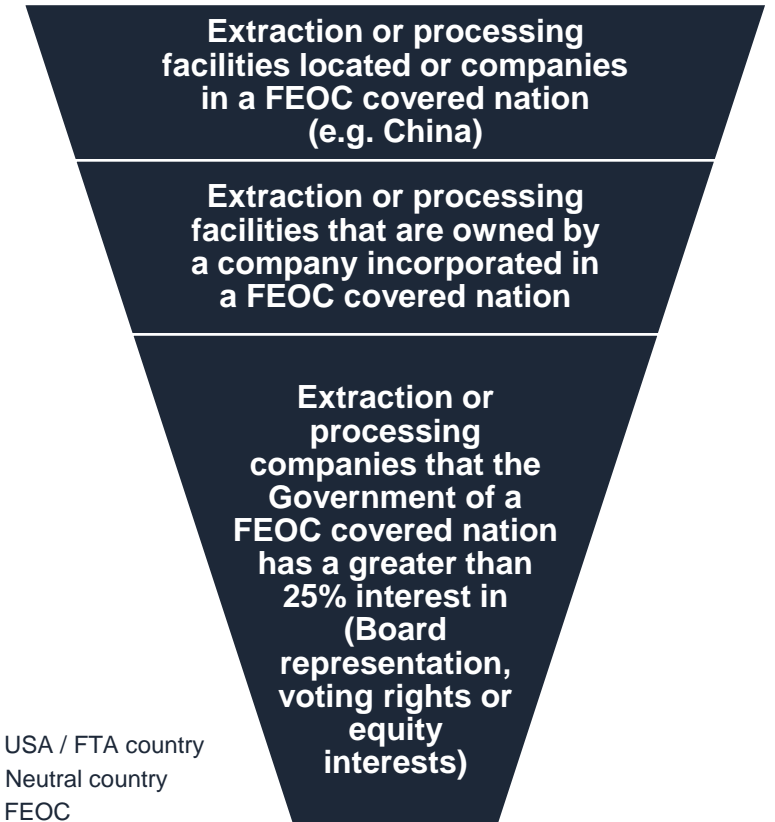 Extraction or processing
facilities located or companies
in a FEOC covered nation
(e.g. China)
Extraction or processing
facilities that are owned by
a company incorporated in
a FEOC covered nation
Extraction or
processing
companies that the
Government of a
FEOC covered nation
has a greater than
25% interest in
(Board
representation,
voting rights or
equity
interests)
USA / FTA country
Neutral country
FEOC